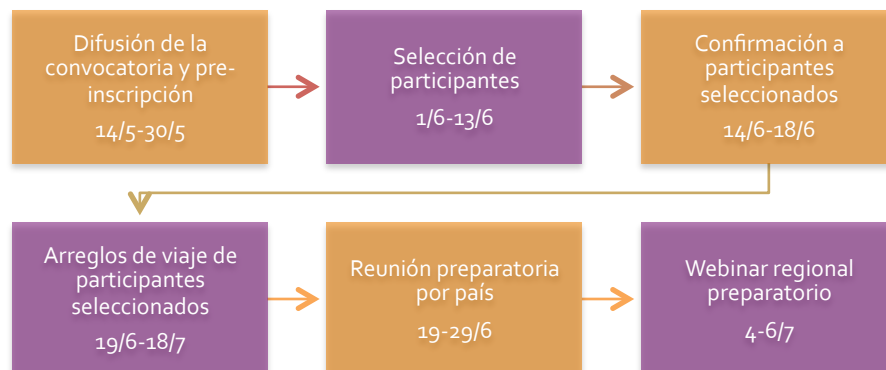 Difusión de la
convocatoria y pre-
inscripción
14/5-30/5
Selección de
participantes
1/6-13/6
Confirmación a
participantes
seleccionados
14/6-18/6
Arreglos de viaje de
participantes
seleccionados
19/6-18/7
Reunión preparatoria
por país
19-29/6
Webinar regional
preparatorio
4-6/7